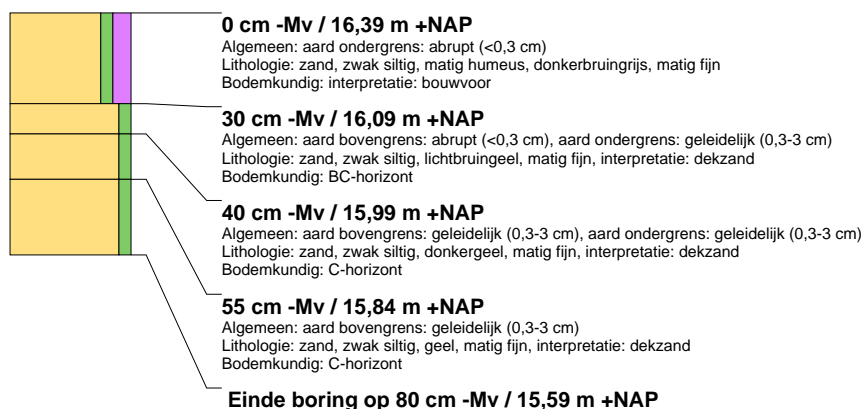 0 cm -Mv / 16,39 m +NAP
Algemeen: aard ondergrens: abrupt (<0,3 cm)
Lithologie: zand, zwak siltig, matig humeus, donkerbruingrijs, matig fijn
Bodemkundig: interpretatie: bouwvoor
30 cm -Mv / 16,09 m +NAP
Algemeen: aard bovengrens: abrupt (<0,3 cm), aard ondergrens: geleidelijk (0,3-3 cm)
Lithologie: zand, zwak siltig, lichtbruingeel, matig fijn, interpretatie: dekzand
Bodemkundig: BC-horizont
40 cm -Mv / 15,99 m +NAP
Algemeen: aard bovengrens: geleidelijk (0,3-3 cm), aard ondergrens: geleidelijk (0,3-3 cm)
Lithologie: zand, zwak siltig, donkergeel, matig fijn, interpretatie: dekzand
Bodemkundig: C-horizont
55 cm -Mv / 15,84 m +NAP
Algemeen: aard bovengrens: geleidelijk (0,3-3 cm)
Lithologie: zand, zwak siltig, geel, matig fijn, interpretatie: dekzand
Bodemkundig: C-horizont
Einde boring op 80 cm -Mv / 15,59 m +NAP